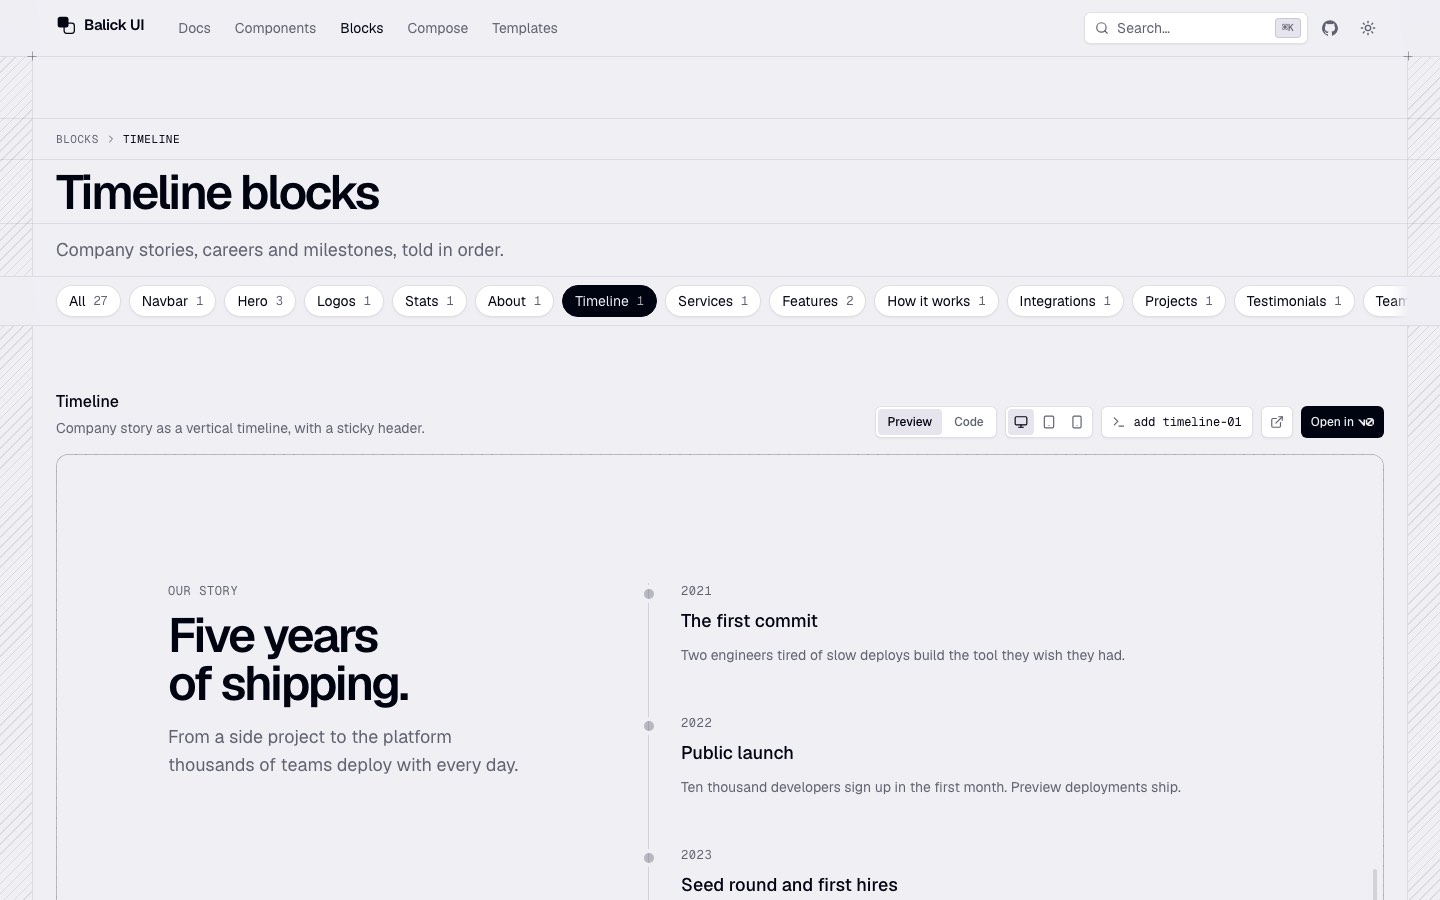 Balick UI
Docs
Components
Blocks
Compose
Templates
Search...
⌘K
BLOCKS > TIMELINE
Timeline blocks
Company stories, careers and milestones, told in order.
All 27
Navbar 1
Hero 3
Logos 1
Stats 1
About 1
Timeline 1
Services 1
Features 2
How it works 1
Integrations 1
Projects 1
Testimonials 1
Team
Timeline
Company story as a vertical timeline, with a sticky header.
Preview
Code
add timeline-01
Open in v0
OUR STORY
Five years
of shipping.
From a side project to the platform
thousands of teams deploy with every day.
2021
The first commit
Two engineers tired of slow deploys build the tool they wish they had.
2022
Public launch
Ten thousand developers sign up in the first month. Preview deployments ship.
2023
Seed round and first hires